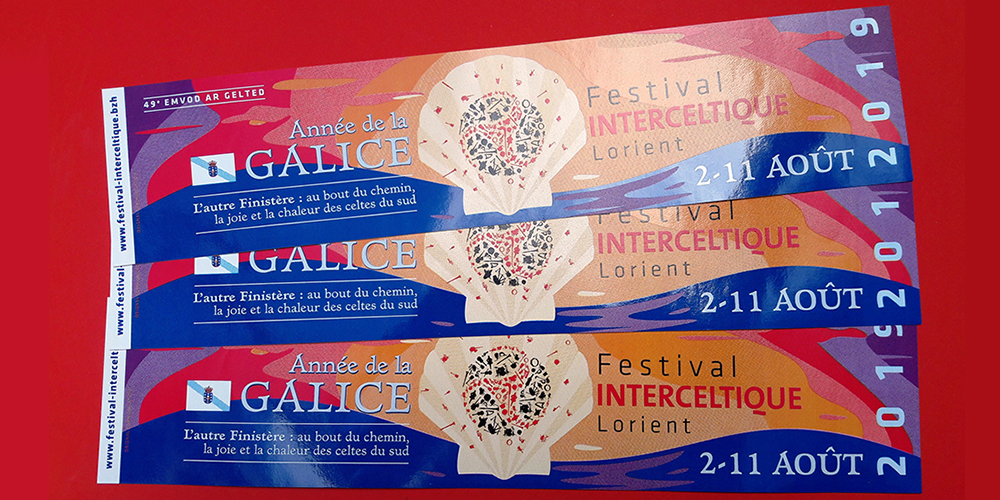 www.festival-interceltique.bzh
49e EMVOD AR GELTED
Année de la
GALICE
L'autre Finistère : au bout du chemin,
la joie et la chaleur des celtes du sud
Festival
INTERCELTIQUE
Lorient
2-11 AOÛT
2019
www.festival
GALICE
L'autre Finistère : au bout du chemin,
la joie et la chaleur des celtes du sud
Festival
INTERCELTIQUE
Lorient
2-11 AOÛT
2019
www.festival-intercelt
Année de la
GALICE
L'autre Finistère : au bout du chemin,
la joie et la chaleur des celtes du sud
Festival
INTERCELTIQUE
Lorient
2-11 AOÛT
2019